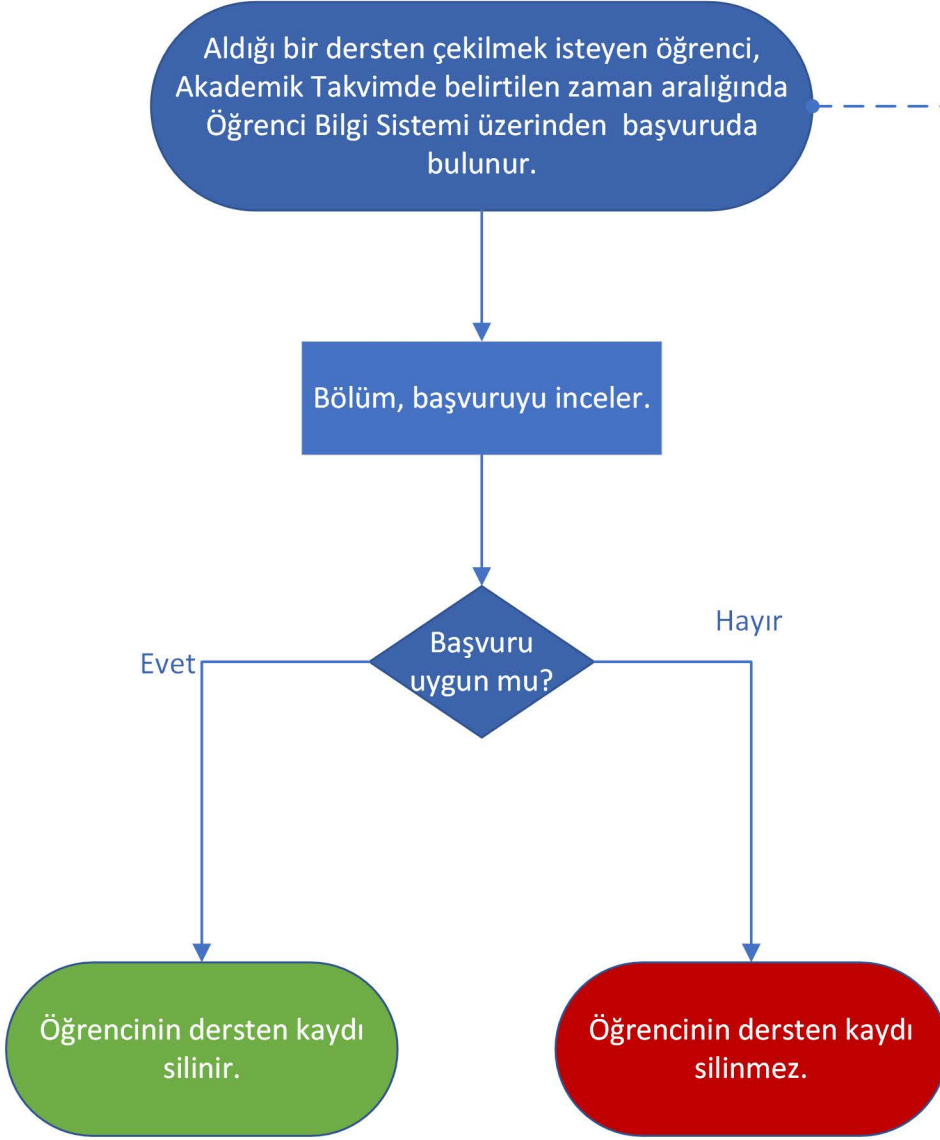 Aldığı bir dersten çekilmek isteyen öğrenci,
Akademik Takvimde belirtilen zaman aralığında
Öğrenci Bilgi Sistemi üzerinden  başvuruda
bulunur.
Bölüm, başvuruyu inceler.
Başvuru
uygun mu?
Evet
Hayır
Öğrencinin dersten kaydı
silinir.
Öğrencinin dersten kaydı
silinmez.